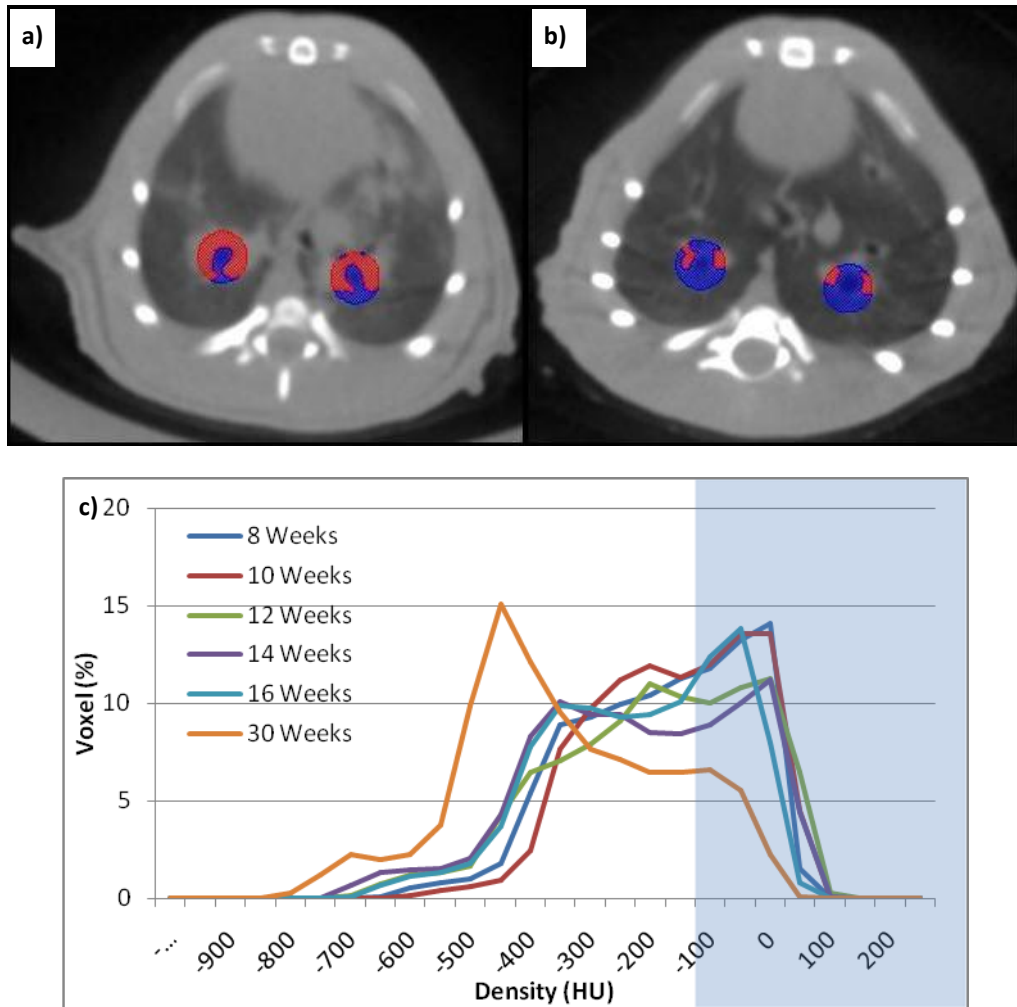 a)
b)
c)
20
15
10
5
0
Voxel (%)
8 Weeks
10 Weeks
12 Weeks
14 Weeks
16 Weeks
30 Weeks
-...
-900
-800
-700
-600
-500
-400
-300
-200
-100
0
100
200
Density (HU)